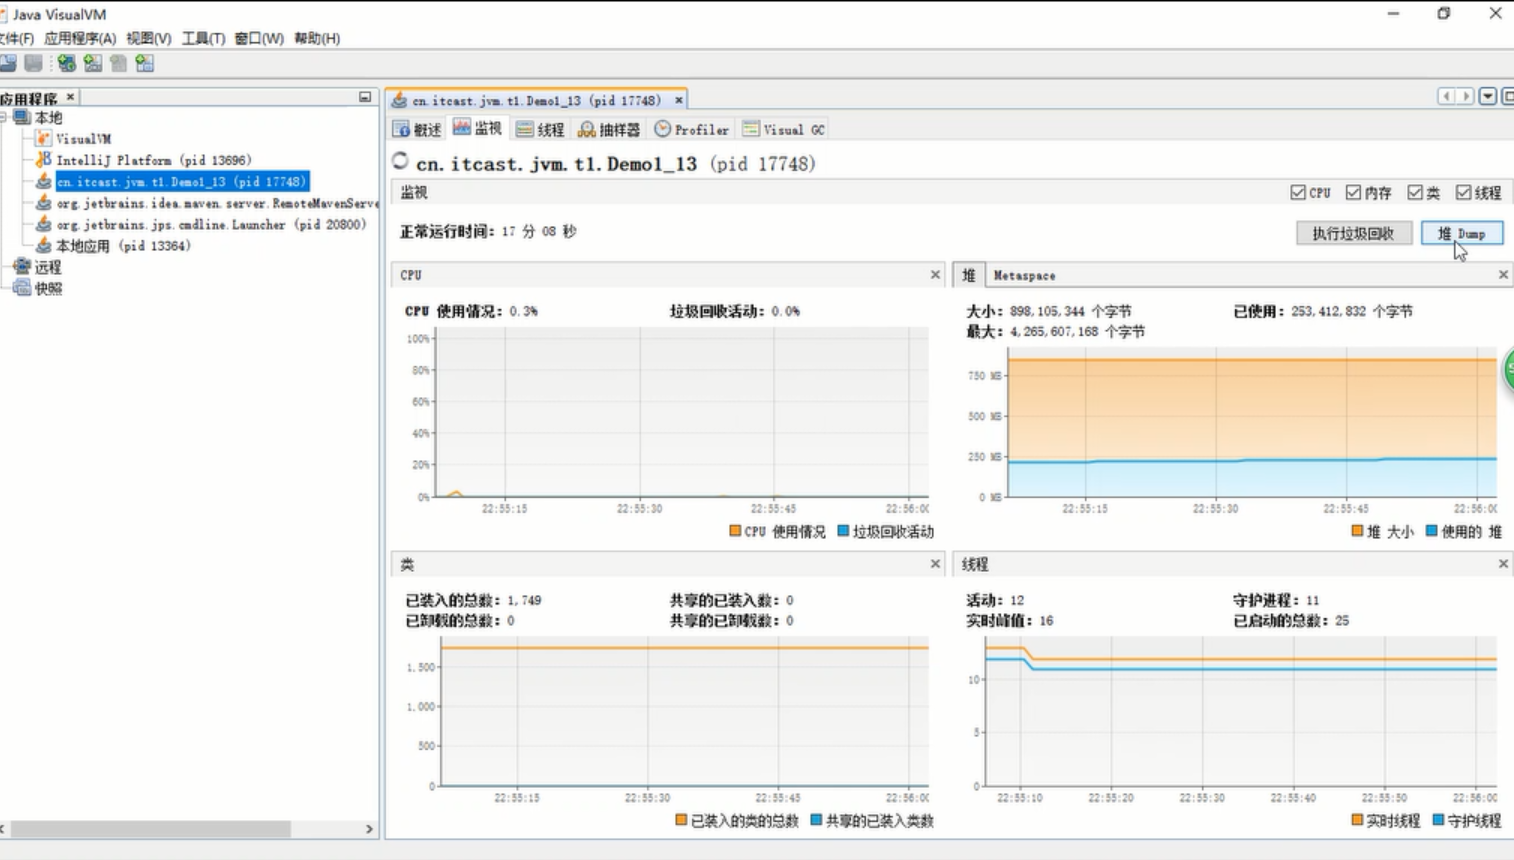 Java VisualVM
文件(F) 应用程序(A) 视图(V) 工具(T) 窗口(W) 帮助(H)
应用程序 ×
本地
VisualVM
IntelliJ Platform (pid 13696)
cn.itcast.jvm.t1.Demo1_13 (pid 17748)
org.jetbrains.idea.maven.server.RemoteMavenServe
org.jetbrains.jps.cmdline.Launcher (pid 20800)
本地应用 (pid 13364)
远程
快照
cn.itcast.jvm.t1.Demo1_13 (pid 17748) ×
概述 监视 线程 抽样器 Profiler Visual GC
cn.itcast.jvm.t1.Demo1_13 (pid 17748)
监视 CPU 内存 类 线程
正常运行时间: 17 分 08 秒 执行垃圾回收 堆 Dump
CPU
CPU 使用情况: 0.3% 垃圾回收活动: 0.0%
100%
80%
60%
40%
20%
0%
22:55:15 22:55:30 22:55:45 22:56:00
CPU 使用情况 垃圾回收活动
堆 Metaspace
大小: 898,105,344 个字节 已使用: 253,412,832 个字节
最大: 4,265,607,168 个字节
750 MB
500 MB
250 MB
0 MB
22:55:15 22:55:30 22:55:45 22:56:00
堆 大小 使用的 堆
类
已装入的总数: 1,749 共享的已装入数: 0
已卸载的总数: 0 共享的已卸载数: 0
1,500
1,000
500
0
22:55:15 22:55:30 22:55:45 22:56:00
已装入的类的总数 共享的已装入类数
线程
活动: 12 守护进程: 11
实时峰值: 16 已启动的总数: 25
10
5
0
22:55:10 22:55:20 22:55:30 22:55:40 22:55:50 22:56:00
实时线程 守护线程